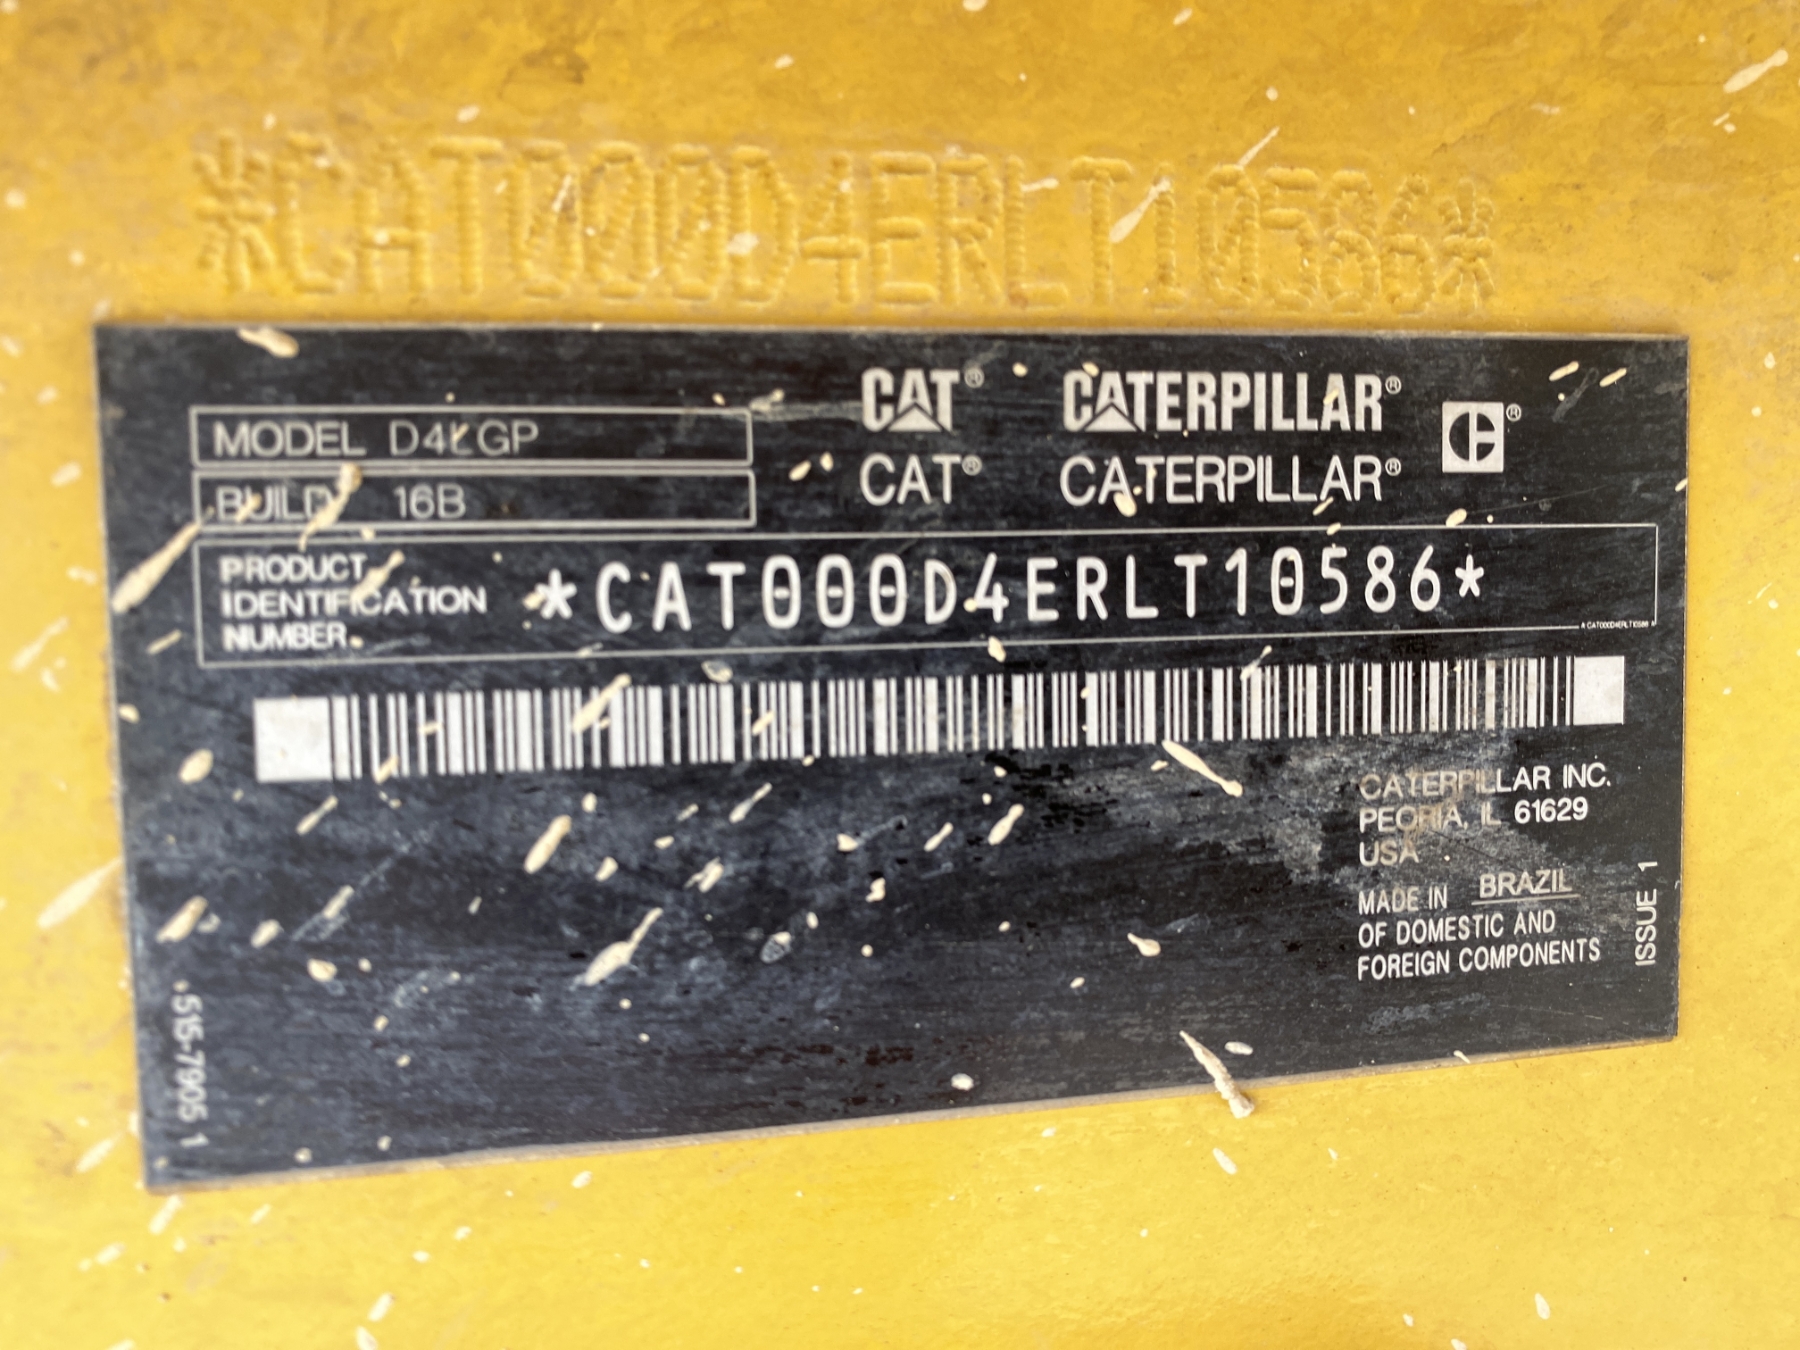 *CAT000D4ERLT10586*
CAT® CATERPILLAR®
MODEL D4LGP
CAT® CATERPILLAR®
BUILD 16B
PRODUCT
IDENTIFICATION
NUMBER
*CAT000D4ERLT10586*
*CAT000D4ERLT10586*
CATERPILLAR INC.
PEORIA, IL 61629
USA
MADE IN BRAZIL
OF DOMESTIC AND
FOREIGN COMPONENTS
ISSUE 1
515-7905 1